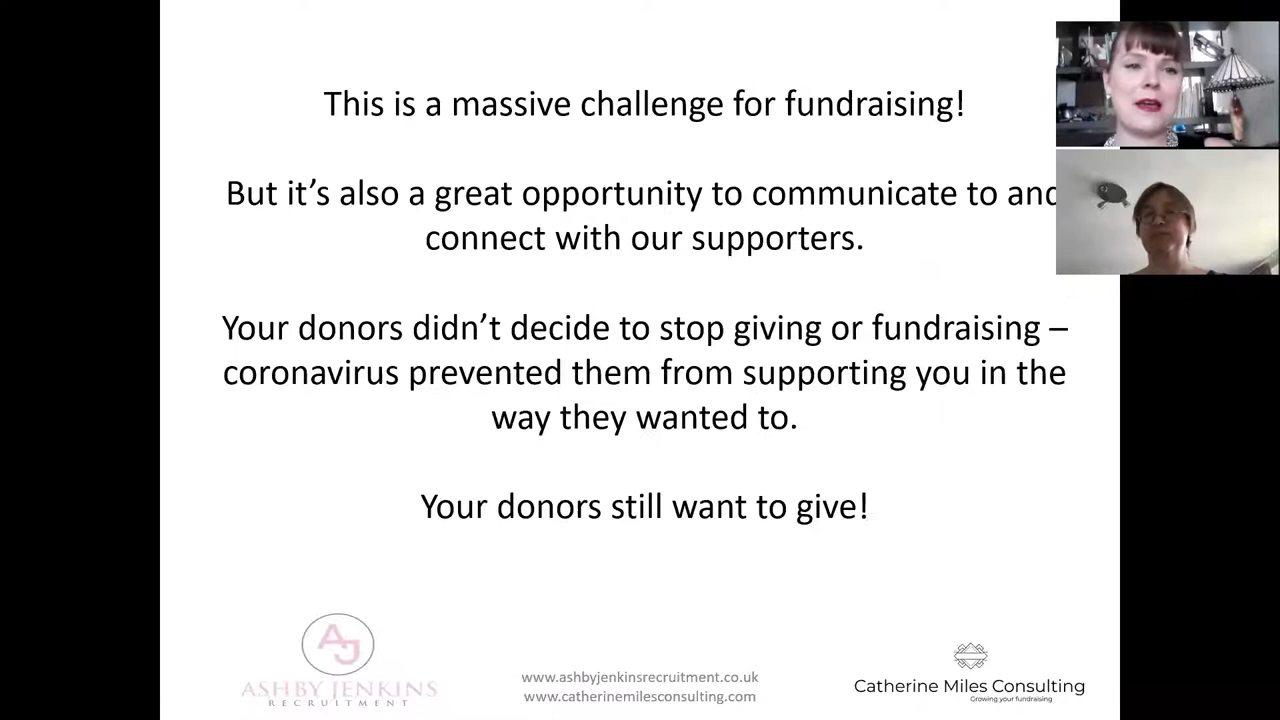 This is a massive challenge for fundraising!
But it’s also a great opportunity to communicate to and
connect with our supporters.
Your donors didn’t decide to stop giving or fundraising –
coronavirus prevented them from supporting you in the
way they wanted to.
Your donors still want to give!
AJ
ASHBY JENKINS
RECRUITMENT
www.ashbyjenkinsrecruitment.co.uk
www.catherinemilesconsulting.com
Catherine Miles Consulting
Growing your fundraising